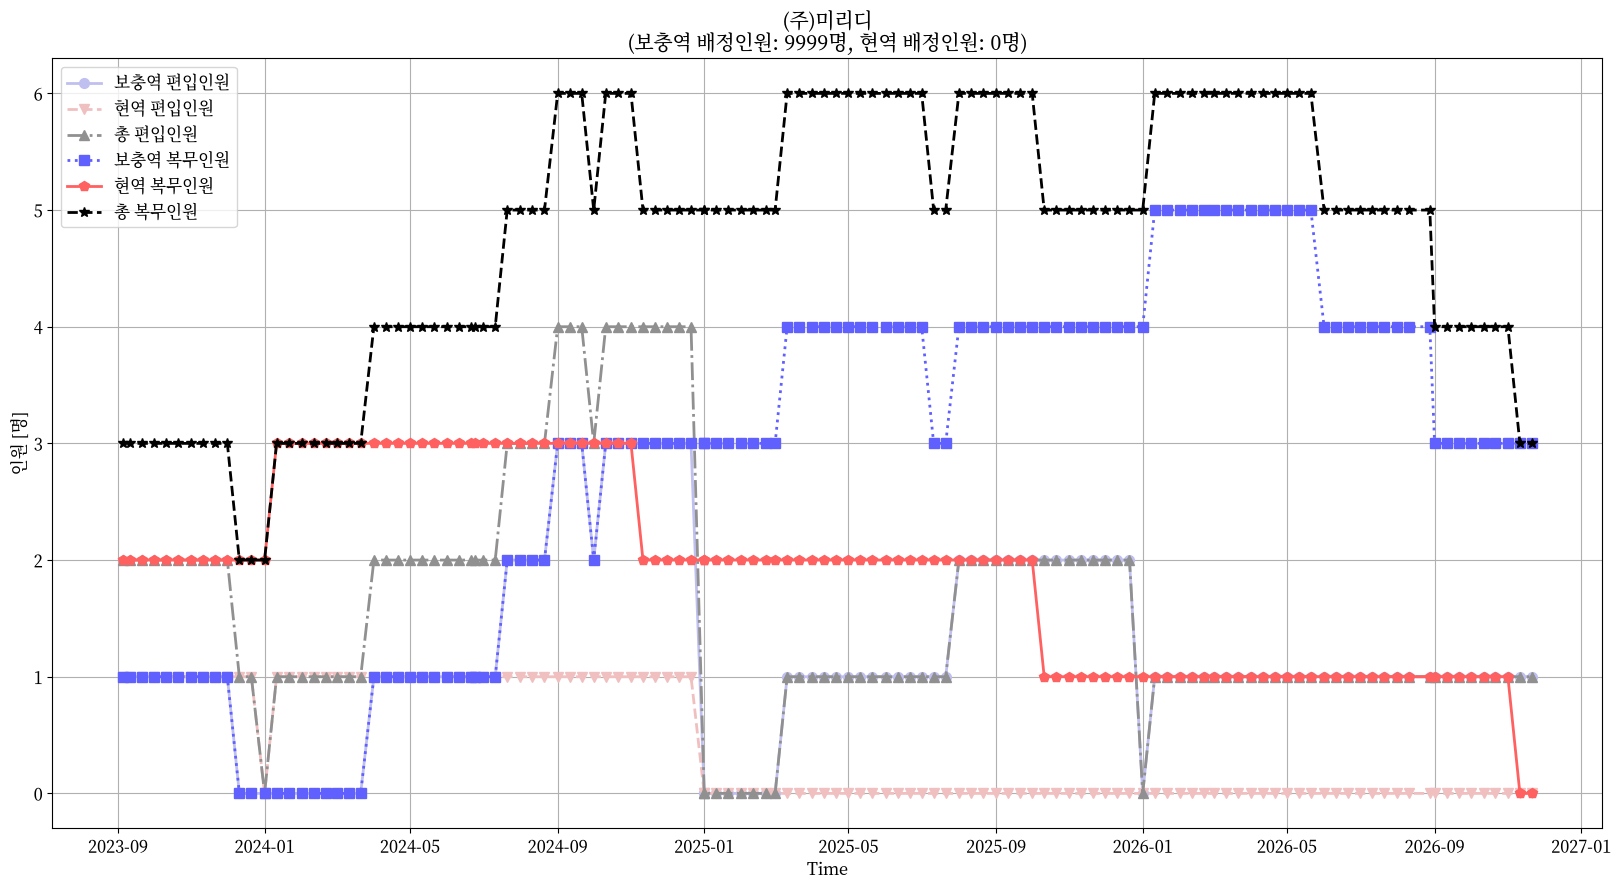 (주)미리디
(보충역 배정인원: 9999명, 현역 배정인원: 0명)
보충역 편입인원
현역 편입인원
총 편입인원
보충역 복무인원
현역 복무인원
총 복무인원
인원 [명]
6
5
4
3
2
1
0
2023-09
2024-01
2024-05
2024-09
2025-01
2025-05
2025-09
2026-01
2026-05
2026-09
2027-01
Time